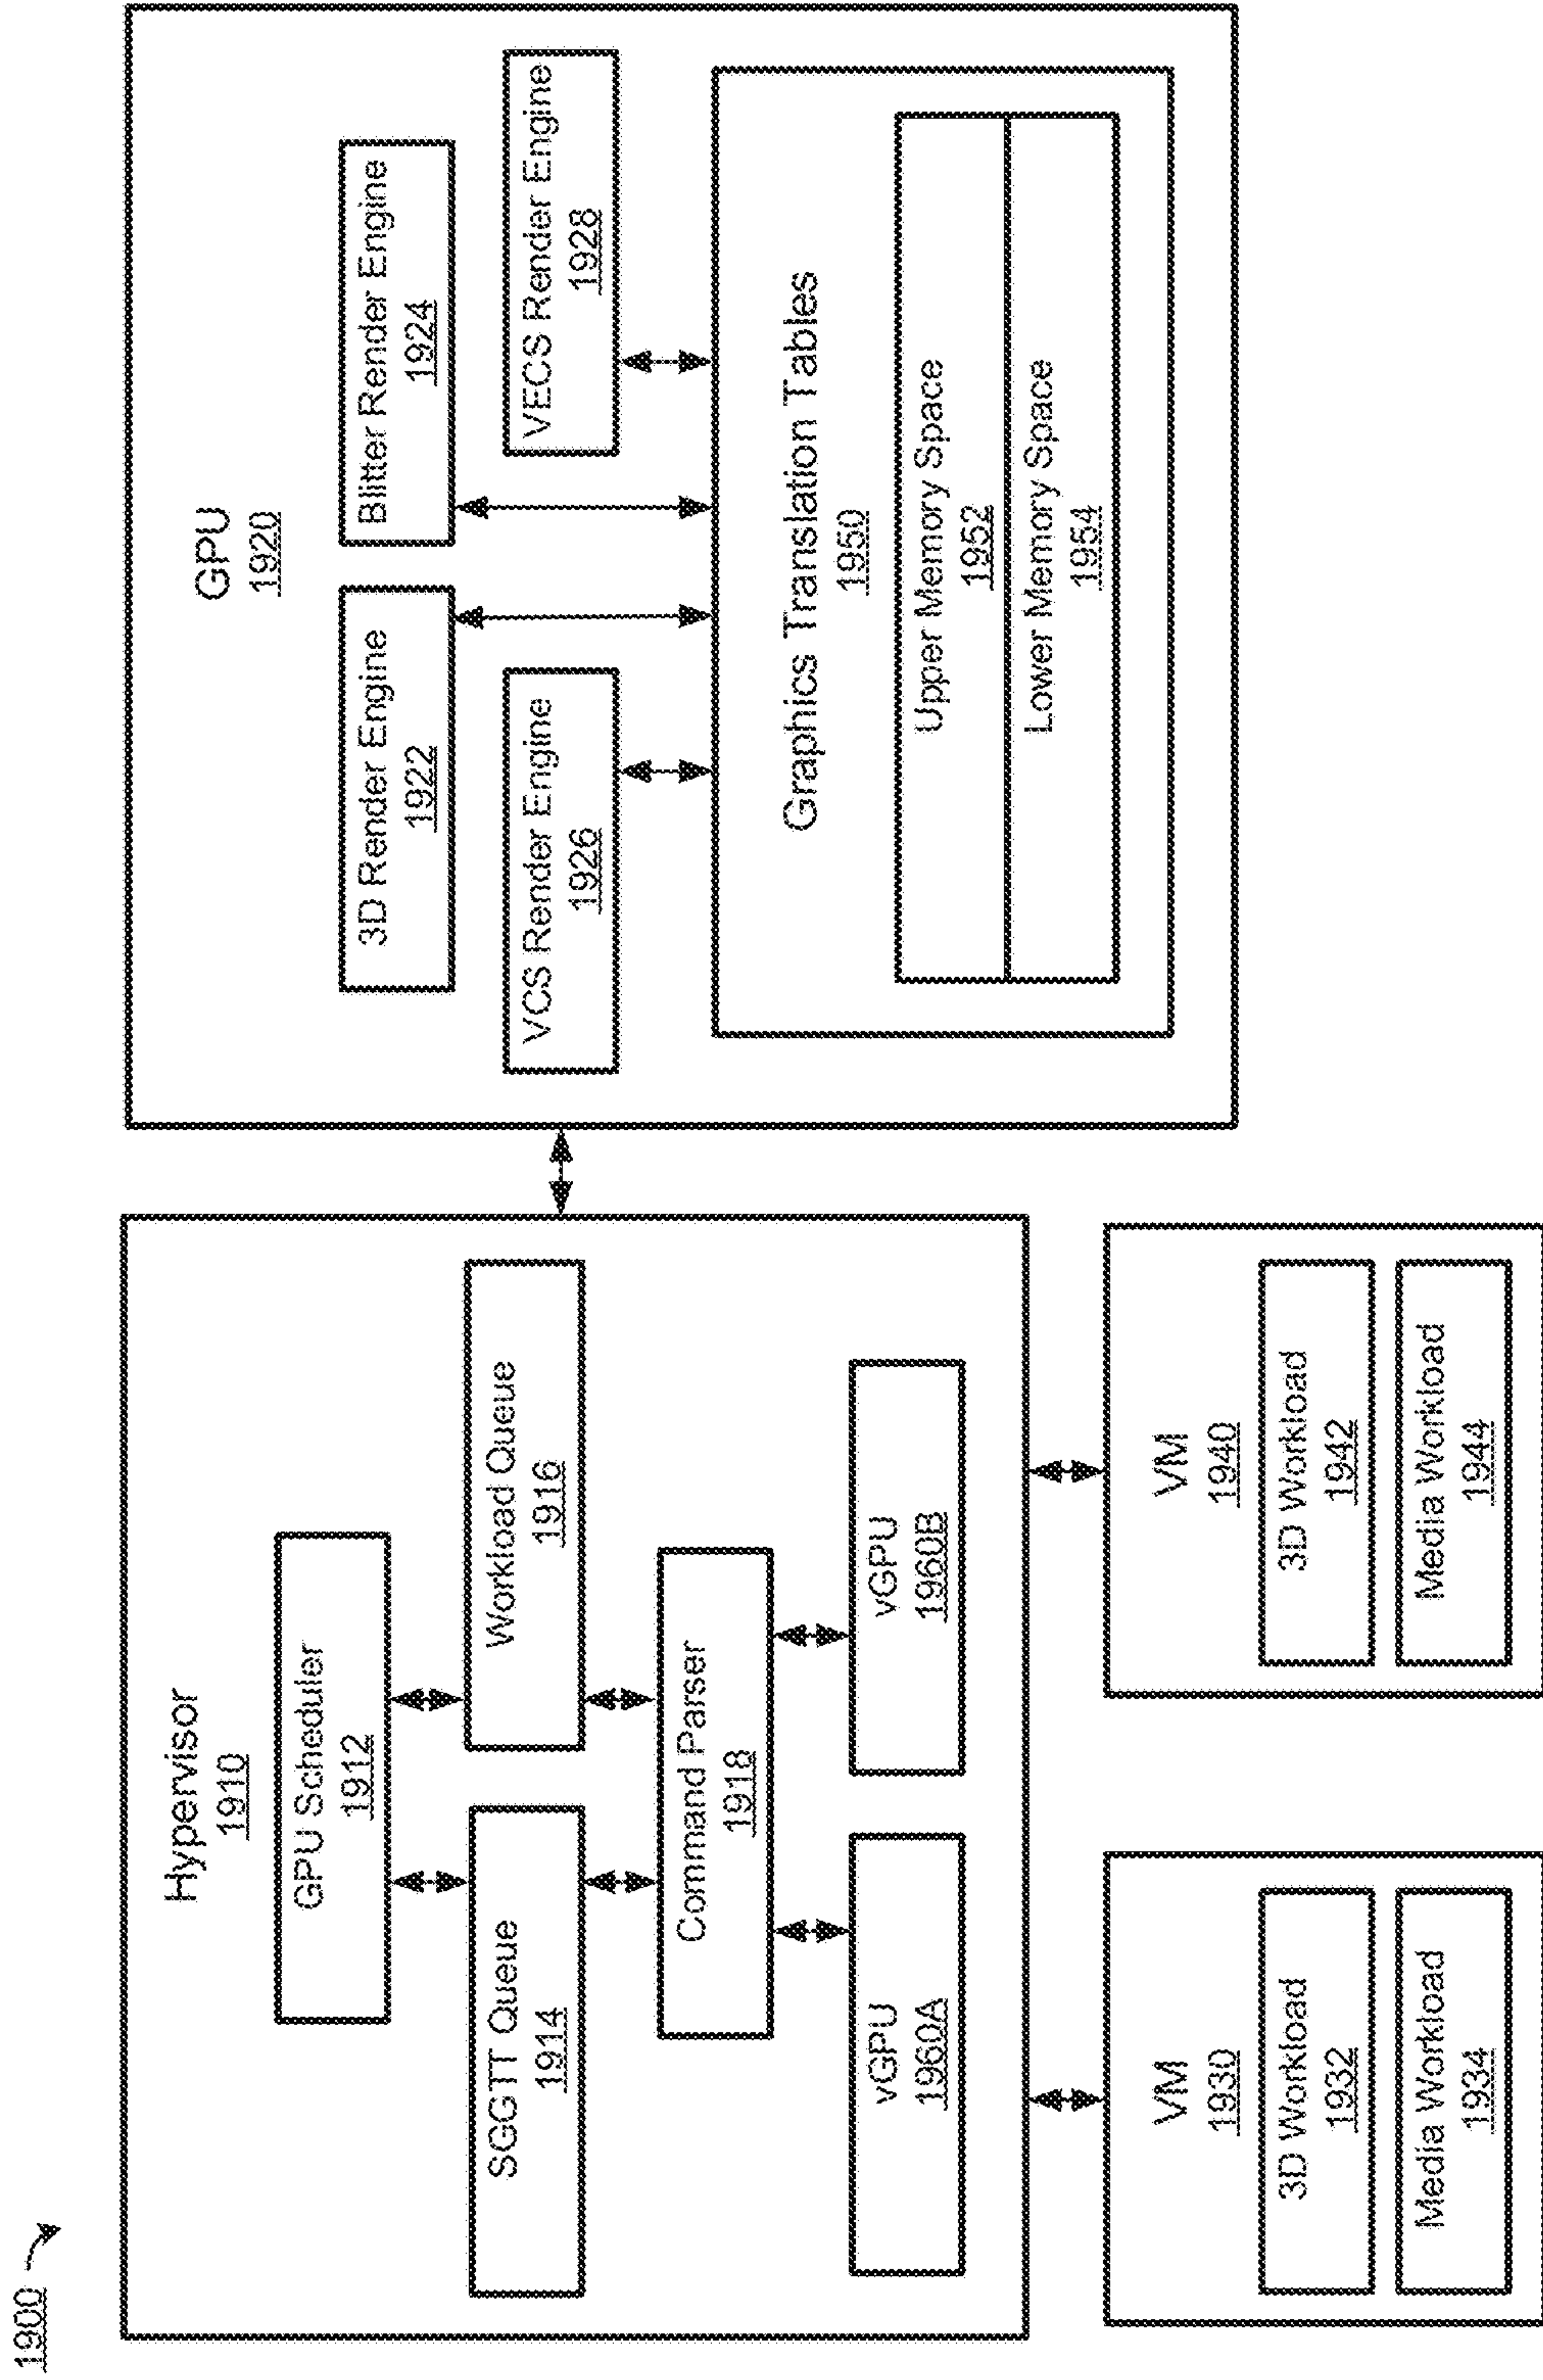 1900
Hypervisor
1910
GPU Scheduler
1912
SGGTT Queue
1914
Workload Queue
1916
Command Parser
1918
vGPU
1960A
vGPU
1960B
VM
1930
3D Workload
1932
Media Workload
1934
VM
1940
3D Workload
1942
Media Workload
1944
GPU
1920
3D Render Engine
1922
Blitter Render Engine
1924
VCS Render Engine
1926
VECS Render Engine
1928
Graphics Translation Tables
1950
Upper Memory Space
1952
Lower Memory Space
1954